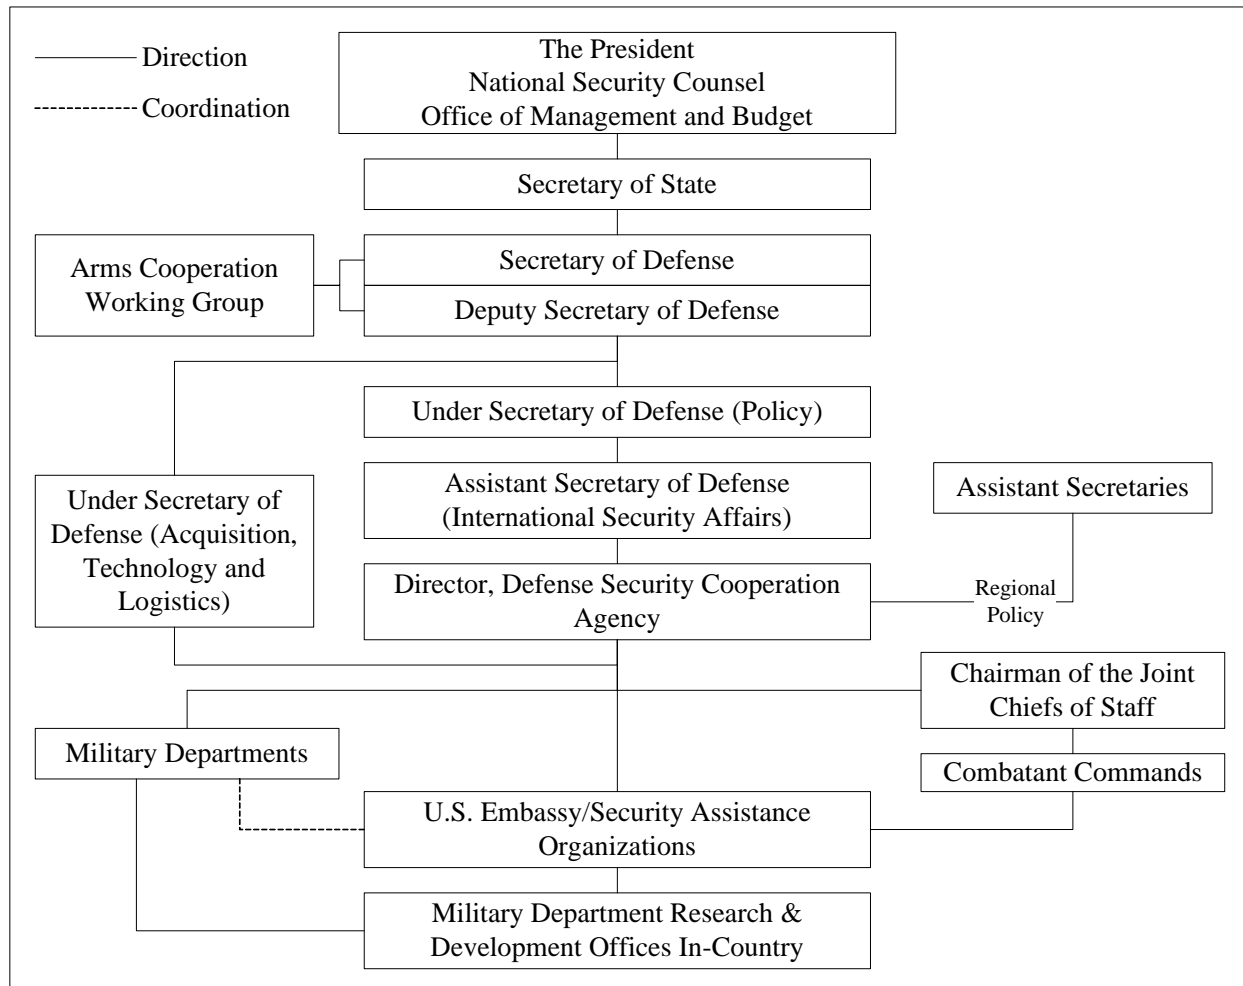 Direction
Coordination
The President
National Security Counsel
Office of Management and Budget
Secretary of State
Arms Cooperation
Working Group
Secretary of Defense
Deputy Secretary of Defense
Under Secretary of Defense (Policy)
Under Secretary of
Defense (Acquisition,
Technology and
Logistics)
Assistant Secretary of Defense
(International Security Affairs)
Assistant Secretaries
Director, Defense Security Cooperation
Agency
Regional
Policy
Chairman of the Joint
Chiefs of Staff
Military Departments
Combatant Commands
U.S. Embassy/Security Assistance
Organizations
Military Department Research &
Development Offices In-Country